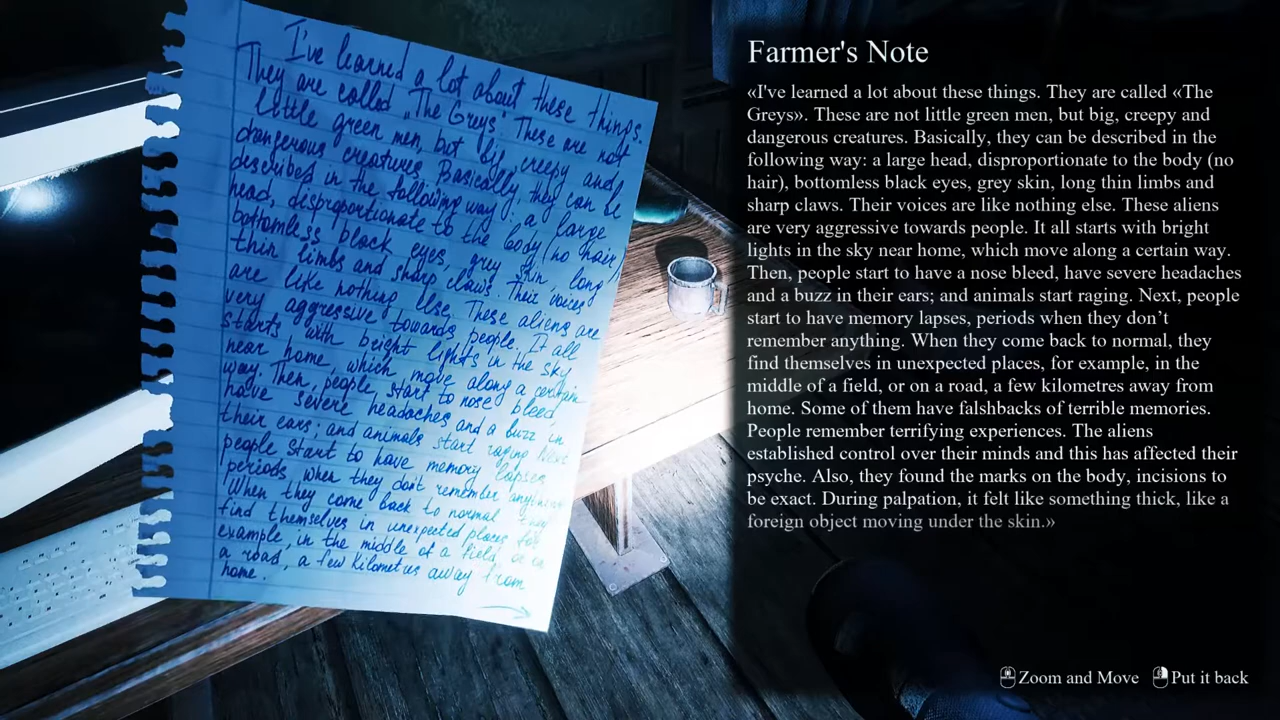 I've learned a lot about these things.
They are called „The Greys". These are not
little green men, but big, creepy and
dangerous creatures. Basically, they can be
described in the following way: a large
head, disproportionate to the body (no hair)
bottomless black eyes, grey skin, long
thin limbs and sharp claws. Their voices
are like nothing else. These aliens are
very aggressive towards people. It all
starts with bright lights in the sky
near home, which move along a certain
way. Then, people start to nose bleed,
have severe headaches and a buzz in
their ears; and animals start raging. Next
people start to have memory lapses
periods, when they don't remember anything
When they come back to normal they
find themselves in unexpected places for
example, in the middle of a field, or on
a road, a few kilometres away from
home.
Farmer's Note
«I've learned a lot about these things. They are called «The
Greys». These are not little green men, but big, creepy and
dangerous creatures. Basically, they can be described in the
following way: a large head, disproportionate to the body (no
hair), bottomless black eyes, grey skin, long thin limbs and
sharp claws. Their voices are like nothing else. These aliens
are very aggressive towards people. It all starts with bright
lights in the sky near home, which move along a certain way.
Then, people start to have a nose bleed, have severe headaches
and a buzz in their ears; and animals start raging. Next, people
start to have memory lapses, periods when they don't
remember anything. When they come back to normal, they
find themselves in unexpected places, for example, in the
middle of a field, or on a road, a few kilometres away from
home. Some of them have falshbacks of terrible memories.
People remember terrifying experiences. The aliens
established control over their minds and this has affected their
psyche. Also, they found the marks on the body, incisions to
be exact. During palpation, it felt like something thick, like a
foreign object moving under the skin.»
Zoom and Move Put it back